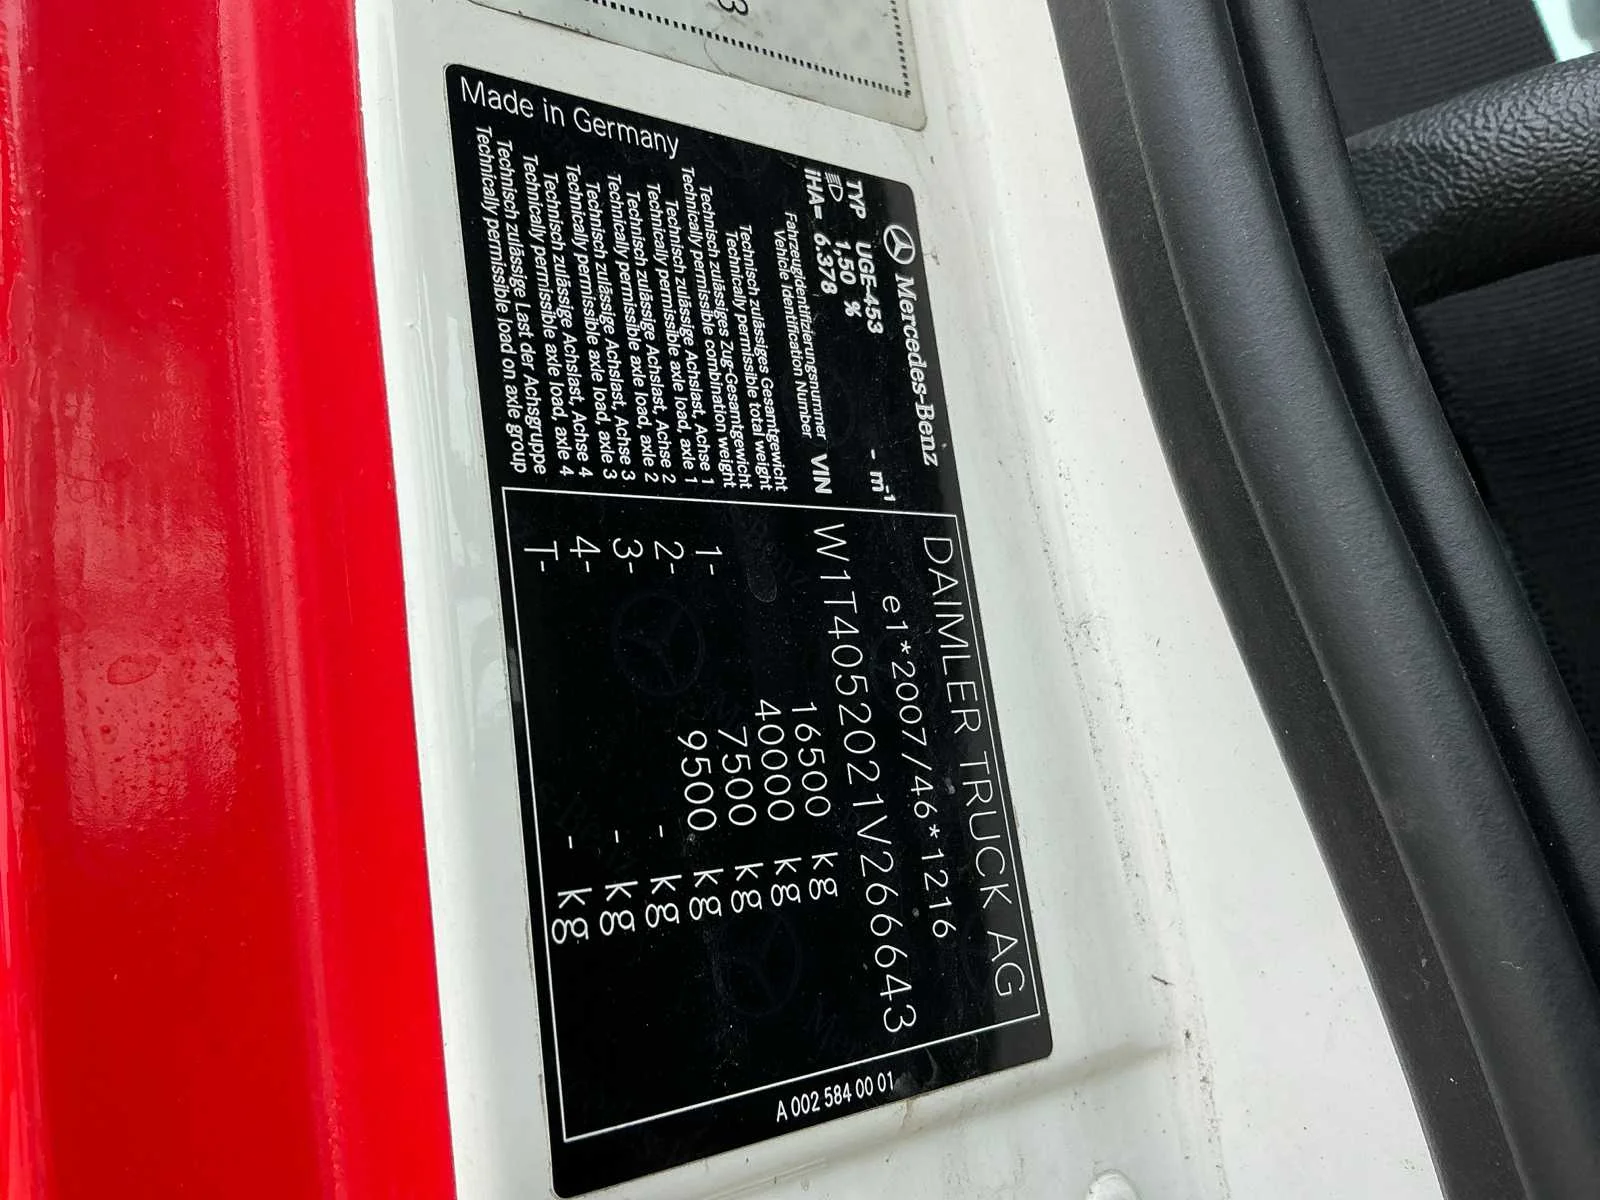 3
Mercedes-Benz
DAIMLER TRUCK AG
TYP UGE-453 - m-1 e1*2007/46*1216
1,50 %
iHA= 6.378
Fahrzeugidentifizierungsnummer
Vehicle Identification Number VIN W1T4052021V266643
Technisch zulässiges Gesamtgewicht
Technically permissible total weight 16500 kg
Technisch zulässiges Zug-Gesamtgewicht
Technically permissible combination weight 40000 kg
Technisch zulässige Achslast, Achse 1
Technically permissible axle load, axle 1 1- 7500 kg
Technisch zulässige Achslast, Achse 2
Technically permissible axle load, axle 2 2- 9500 kg
Technisch zulässige Achslast, Achse 3
Technically permissible axle load, axle 3 3- - kg
Technisch zulässige Achslast, Achse 4
Technically permissible axle load, axle 4 4- - kg
Technisch zulässige Last der Achsgruppe
Technically permissible load on axle group T- - kg
Made in Germany
A 002 584 00 01